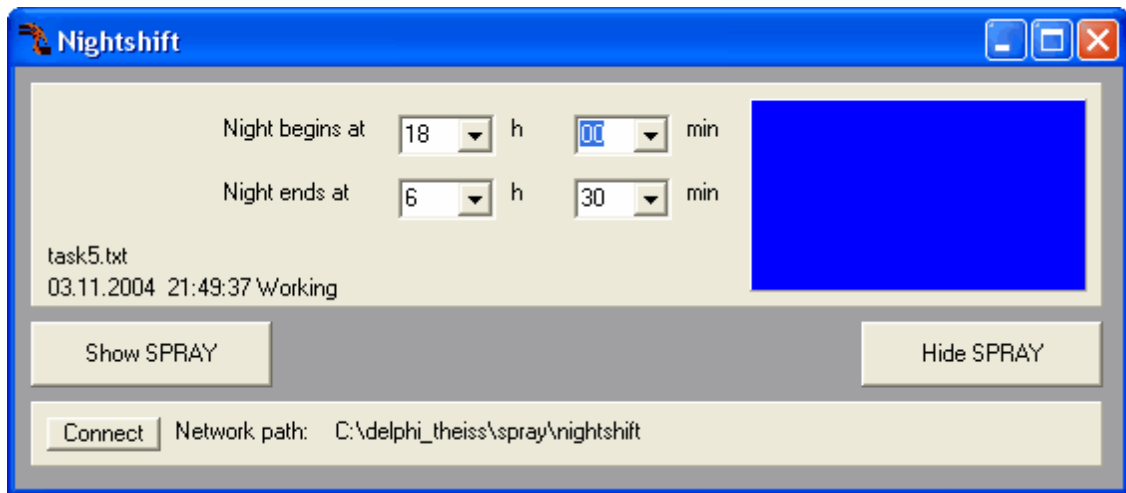 Nightshift
Night begins at 18 h 00 min
Night ends at 6 h 30 min
task5.txt
03.11.2004 21:49:37 Working
Show SPRAY Hide SPRAY
Connect Network path: C:\delphi_theiss\spray\nightshift